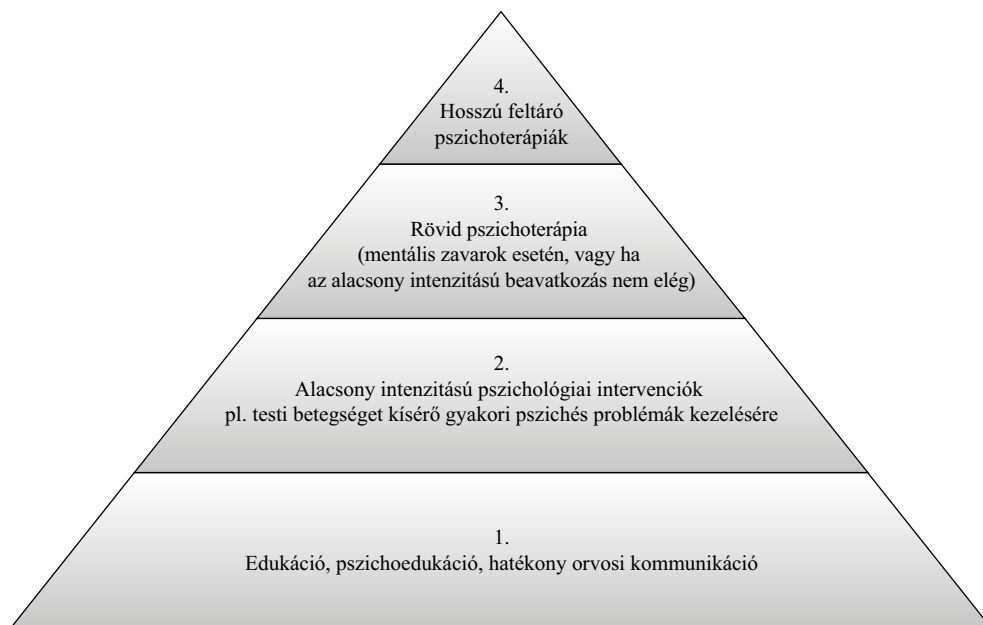 4.
Hosszú feltáró
pszichoterápiák
3.
Rövid pszichoterápia
(mentális zavarok esetén, vagy ha
az alacsony intenzitású beavatkozás nem elég)
2.
Alacsony intenzitású pszichológiai intervenciók
pl. testi betegséget kísérő gyakori pszichés problémák kezelésére
1.
Edukáció, pszichoedukáció, hatékony orvosi kommunikáció